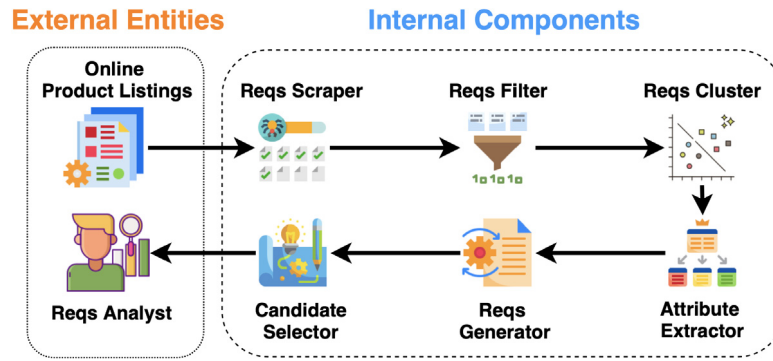 External Entities
Internal Components
Online
Product Listings
Reqs Scraper
Reqs Filter
Reqs Cluster
Reqs Analyst
Candidate
Selector
Reqs
Generator
Attribute
Extractor